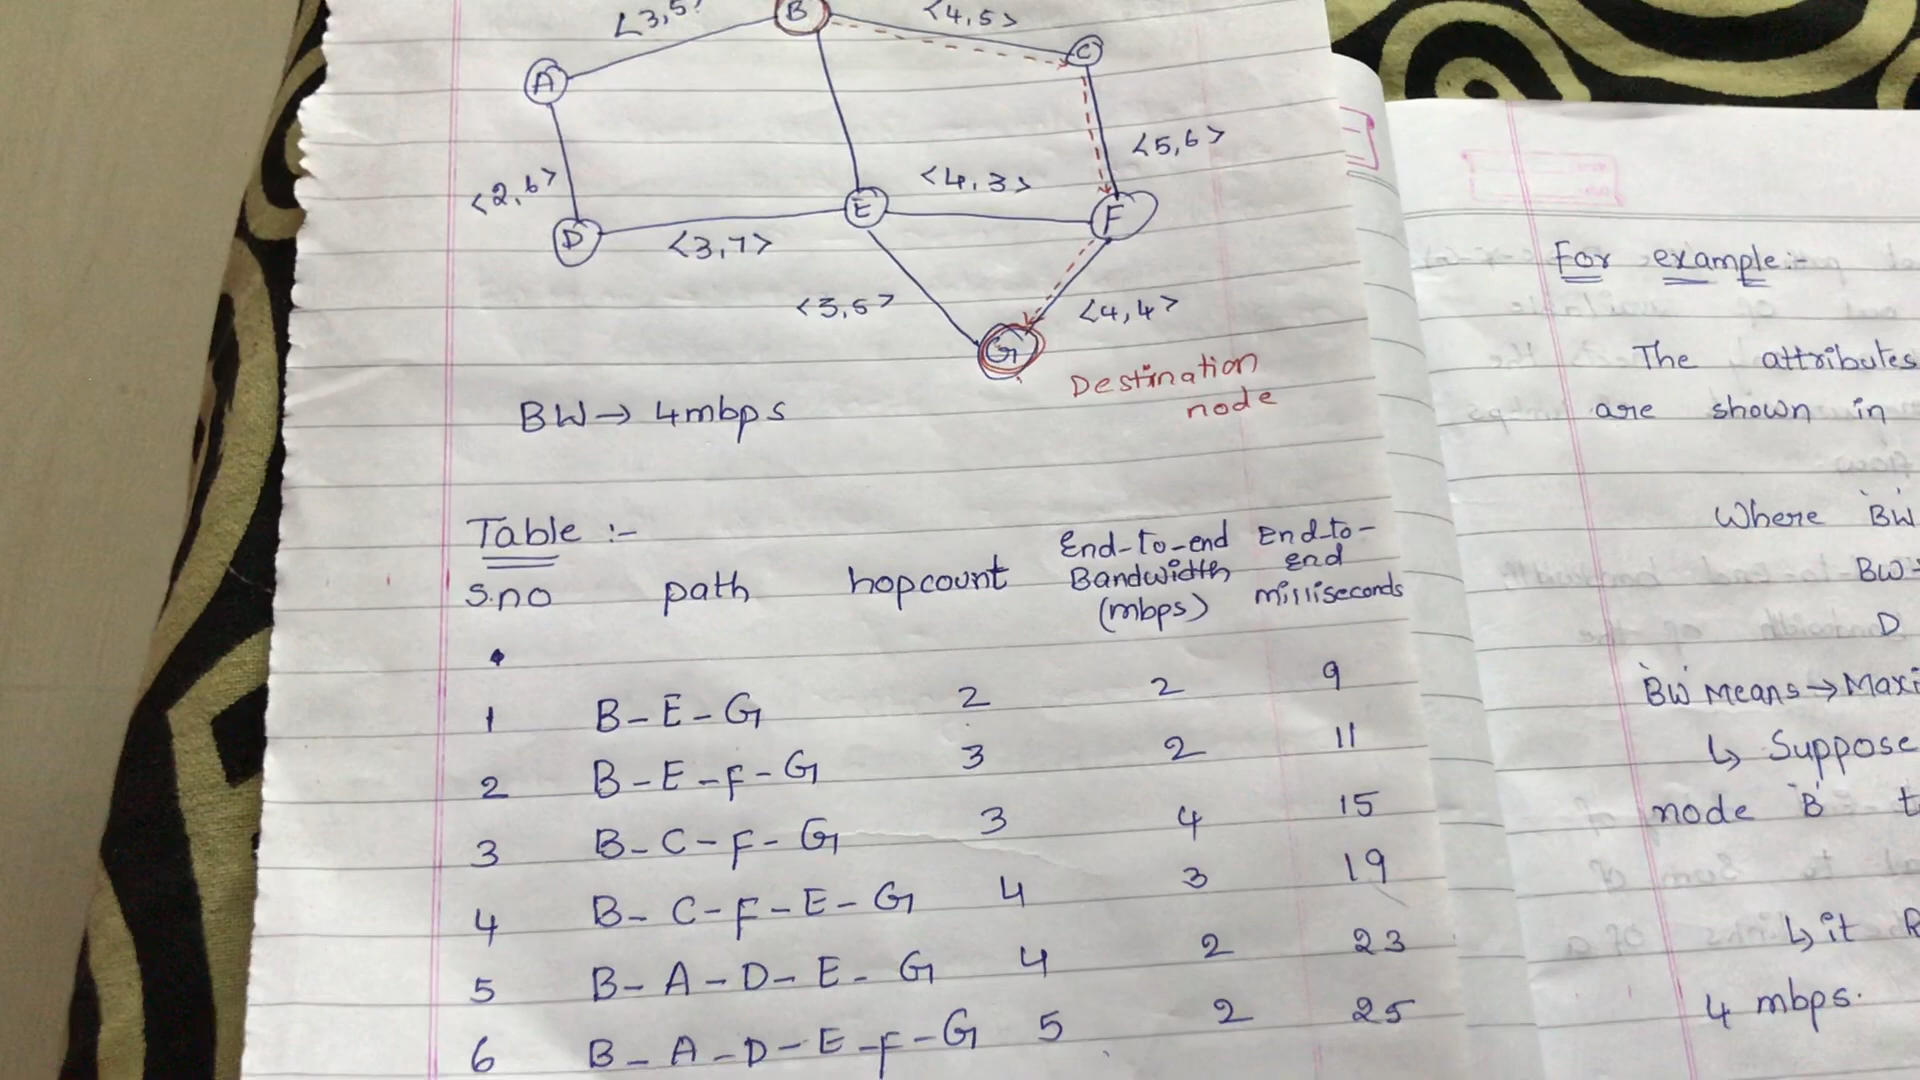 <3,5>
B
<4,5>
A
C
<5,6>
<2,6>
<4,3>
E
F
D
<3,7>
<3,5>
<4,4>
G
Destination
node
BW → 4mbps
Table :-
S.no path hopcount End-to-end Bandwidth (mbps) End-to-end milliseconds
1 B-E-G 2 2 9
2 B-E-F-G 3 2 11
3 B-C-F-G 3 4 15
4 B-C-F-E-G 4 3 19
5 B-A-D-E-G 4 2 23
6 B-A-D-E-F-G 5 2 25
For example:-
The attributes
are shown in
Where 'BW'
BW
D
'BW' Means →
↳ Suppose
node 'B'
↳ it
4 mbps.